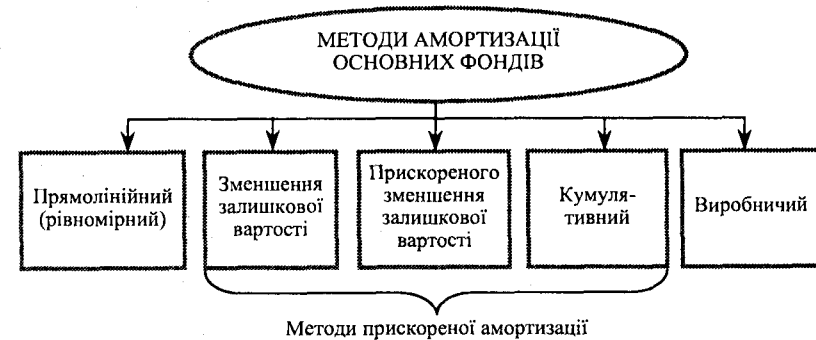 МЕТОДИ АМОРТИЗАЦІЇ
ОСНОВНИХ ФОНДІВ
Прямолінійний
(рівномірний)
Зменшення
залишкової
вартості
Прискореного
зменшення
залишкової
вартості
Кумуля-
тивний
Виробничий
Методи прискореної амортизації